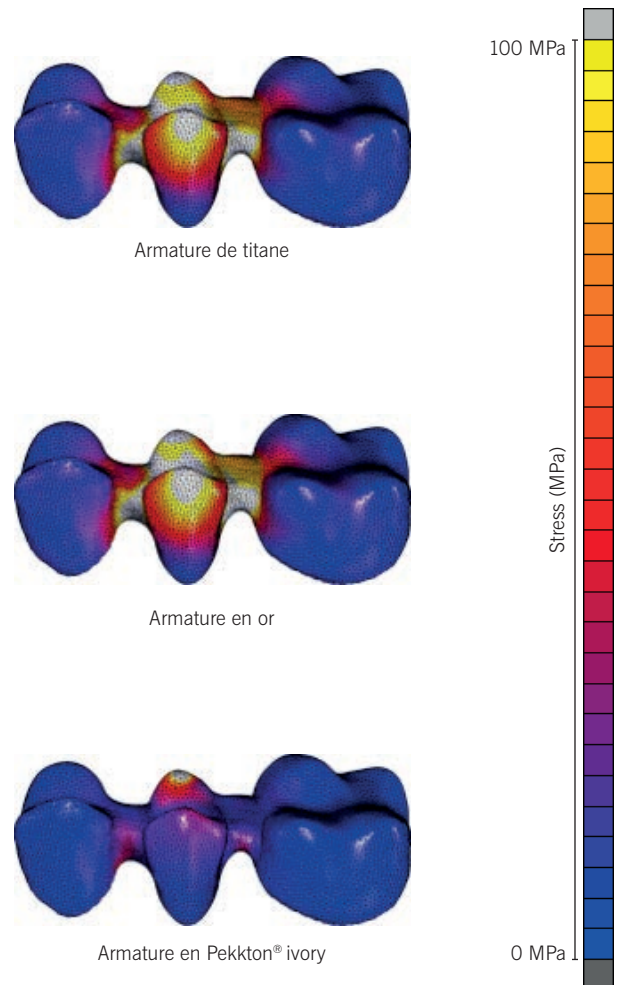 100 MPa
Armature de titane
Stress (MPa)
Armature en or
Armature en Pekkton® ivory
0 MPa